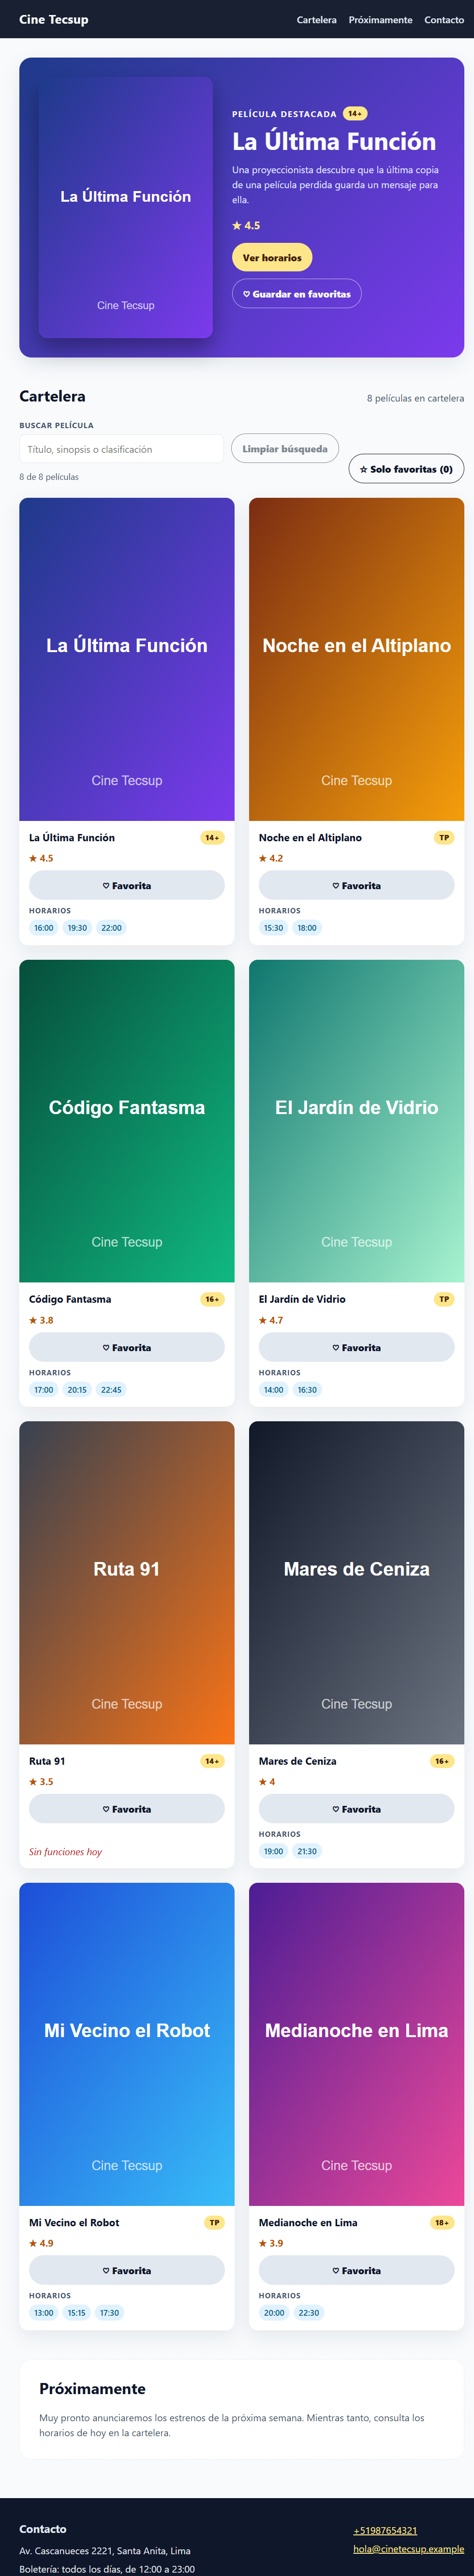 Cine Tecsup
Cartelera Próximamente Contacto
La Última Función
Cine Tecsup
PELÍCULA DESTACADA 14+
La Última Función
Una proyeccionista descubre que la última copia
de una película perdida guarda un mensaje para
ella.
★ 4.5
Ver horarios
♡ Guardar en favoritas
Cartelera
8 películas en cartelera
BUSCAR PELÍCULA
Título, sinopsis o clasificación
Limpiar búsqueda
☆ Solo favoritas (0)
8 de 8 películas
La Última Función
Cine Tecsup
La Última Función 14+
★ 4.5
♡ Favorita
HORARIOS
16:00 19:30 22:00
Noche en el Altiplano
Cine Tecsup
Noche en el Altiplano TP
★ 4.2
♡ Favorita
HORARIOS
15:30 18:00
Código Fantasma
Cine Tecsup
Código Fantasma 16+
★ 3.8
♡ Favorita
HORARIOS
17:00 20:15 22:45
El Jardín de Vidrio
Cine Tecsup
El Jardín de Vidrio TP
★ 4.7
♡ Favorita
HORARIOS
14:00 16:30
Ruta 91
Cine Tecsup
Ruta 91 14+
★ 3.5
♡ Favorita
Sin funciones hoy
Mares de Ceniza
Cine Tecsup
Mares de Ceniza 16+
★ 4
♡ Favorita
HORARIOS
19:00 21:30
Mi Vecino el Robot
Cine Tecsup
Mi Vecino el Robot TP
★ 4.9
♡ Favorita
HORARIOS
13:00 15:15 17:30
Medianoche en Lima
Cine Tecsup
Medianoche en Lima 18+
★ 3.9
♡ Favorita
HORARIOS
20:00 22:30
Próximamente
Muy pronto anunciaremos los estrenos de la próxima semana. Mientras tanto, consulta los
horarios de hoy en la cartelera.
Contacto
Av. Cascanueces 2221, Santa Anita, Lima
Boletería: todos los días, de 12:00 a 23:00
+51987654321
hola@cinetecsup.example